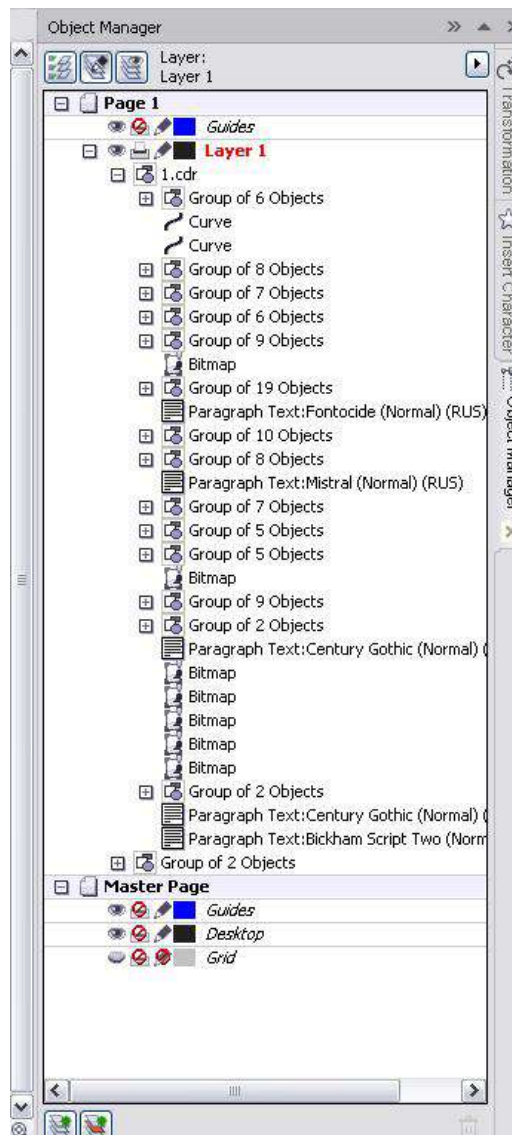 Object Manager
Layer:
Layer 1
Page 1
Guides
Layer 1
1.cdr
Group of 6 Objects
Curve
Curve
Group of 8 Objects
Group of 7 Objects
Group of 6 Objects
Group of 9 Objects
Bitmap
Group of 19 Objects
Paragraph Text:Fontocide (Normal) (RUS)
Group of 10 Objects
Group of 8 Objects
Paragraph Text:Mistral (Normal) (RUS)
Group of 7 Objects
Group of 5 Objects
Group of 5 Objects
Bitmap
Group of 9 Objects
Group of 2 Objects
Paragraph Text:Century Gothic (Normal) (
Bitmap
Bitmap
Bitmap
Bitmap
Bitmap
Group of 2 Objects
Paragraph Text:Century Gothic (Normal) (
Paragraph Text:Bickham Script Two (Norm
Group of 2 Objects
Master Page
Guides
Desktop
Grid
Transformation
Insert Character
Object Manager